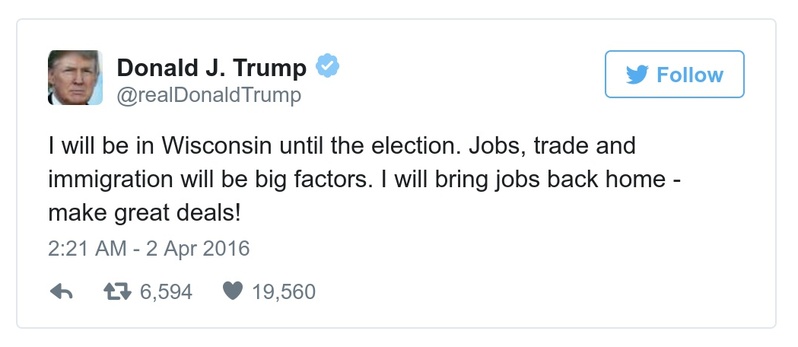 Donald J. Trump
@realDonaldTrump
Follow
I will be in Wisconsin until the election. Jobs, trade and
immigration will be big factors. I will bring jobs back home -
make great deals!
2:21 AM - 2 Apr 2016
6,594 19,560